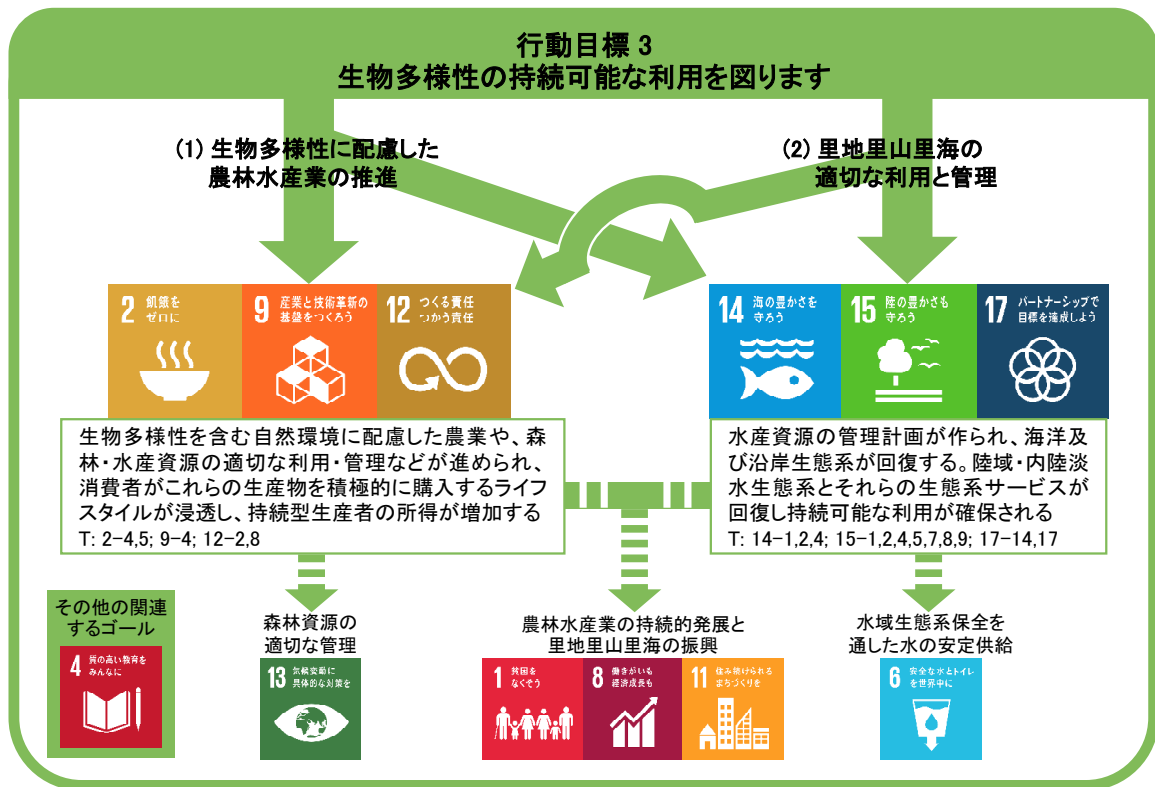 行動目標 3
生物多様性の持続可能な利用を図ります
(1) 生物多様性に配慮した
農林水産業の推進
(2) 里地里山里海の
適切な利用と管理
2 飢餓を
ゼロに
9 産業と技術革新の
基盤をつくろう
12 つくる責任
つかう責任
14 海の豊かさを
守ろう
15 陸の豊かさも
守ろう
17 パートナーシップで
目標を達成しよう
生物多様性を含む自然環境に配慮した農業や、森
林・水産資源の適切な利用・管理などが進められ、
消費者がこれらの生産物を積極的に購入するライフ
スタイルが浸透し、持続型生産者の所得が増加する
T: 2-4,5; 9-4; 12-2,8
水産資源の管理計画が作られ、海洋及
び沿岸生態系が回復する。陸域・内陸淡
水生態系とそれらの生態系サービスが
回復し持続可能な利用が確保される
T: 14-1,2,4; 15-1,2,4,5,7,8,9; 17-14,17
その他の関連
するゴール
4 質の高い教育を
みんなに
森林資源の
適切な管理
13 気候変動に
具体的な対策を
農林水産業の持続的発展と
里地里山里海の振興
1 貧困を
なくそう
8 働きがいも
経済成長も
11 住み続けられる
まちづくりを
水域生態系保全を
通した水の安定供給
6 安全な水とトイレ
を世界中に